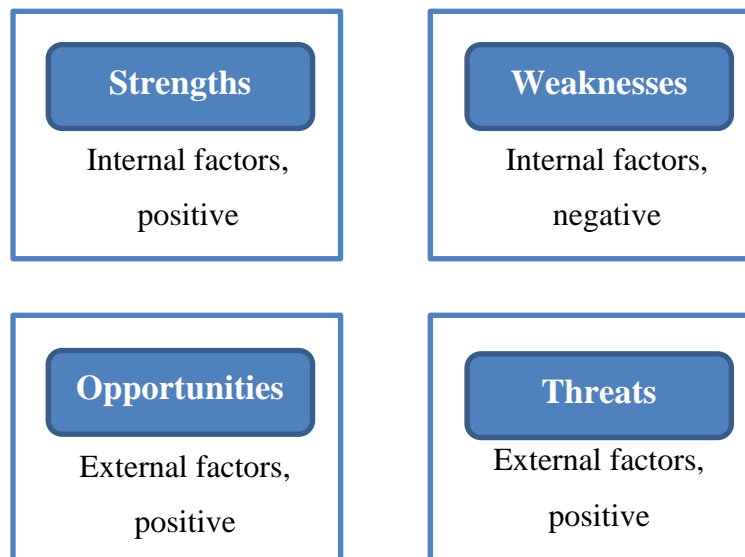 Strengths
Internal factors,
positive
Weaknesses
Internal factors,
negative
Opportunities
External factors,
positive
Threats
External factors,
positive